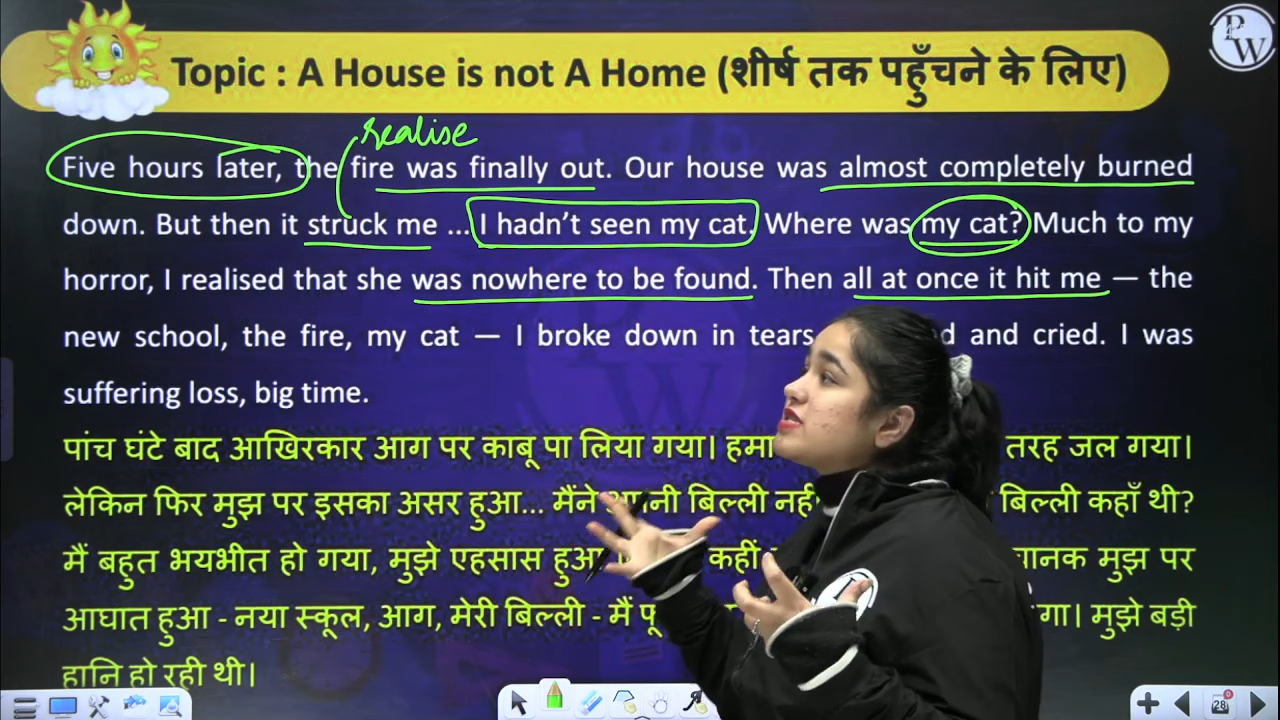 P
W
Topic : A House is not A Home (शीर्ष तक पहुँचने के लिए)
realise
Five hours later, the fire was finally out. Our house was almost completely burned
down. But then it struck me ... I hadn't seen my cat. Where was my cat? Much to my
horror, I realised that she was nowhere to be found. Then all at once it hit me — the
new school, the fire, my cat — I broke down in tears and cried. I was
suffering loss, big time.
पांच घंटे बाद आखिरकार आग पर काबू पा लिया गया। तरह जल गया।
लेकिन फिर मुझ पर इसका असर हुआ... मैंने बिल्ली बिल्ली कहाँ थी?
मैं बहुत भयभीत हो गया, मुझे एहसास हुआ कहीं मुझ पर
आघात हुआ - नया स्कूल, आग, मेरी बिल्ली - मैं मुझे बड़ी
हानि हो रही थी।
28